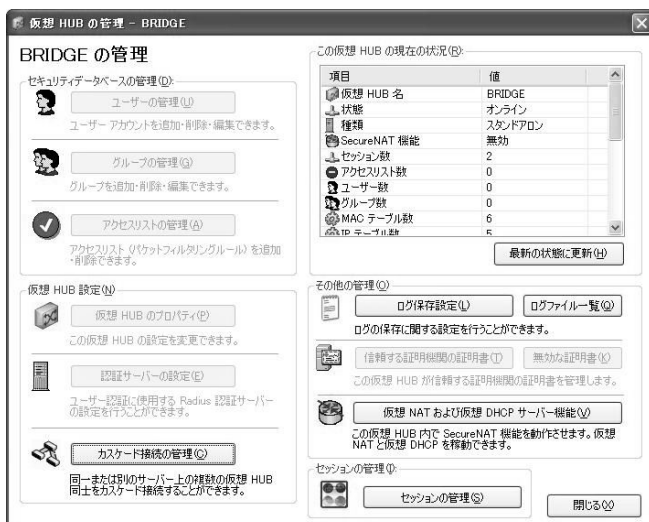 仮想 HUB の管理 - BRIDGE
BRIDGE の管理
セキュリティデータベースの管理(D):
ユーザーの管理(U)
ユーザー アカウントを追加・削除・編集できます。
グループの管理(G)
グループを追加・削除・編集できます。
アクセスリストの管理(A)
アクセスリスト (パケットフィルタリングルール) を追加
・削除できます。
仮想 HUB 設定(N)
仮想 HUB のプロパティ(P)
この仮想 HUB の設定を変更できます。
認証サーバーの設定(E)
ユーザー認証に使用する Radius 認証サーバー
の設定を行うことができます。
カスケード接続の管理(C)
同一または別のサーバー上の複数の仮想 HUB
同士をカスケード接続することができます。
この仮想 HUB の現在の状況(R):
項目 値
仮想 HUB 名 BRIDGE
状態 オンライン
種類 スタンドアロン
SecureNAT 機能 無効
セッション数 2
アクセスリスト数 0
ユーザー数 0
グループ数 0
MAC テーブル数 6
IP テーブル数 5
最新の状態に更新(H)
その他の管理(O)
ログ保存設定(L) ログファイル一覧(Q)
ログの保存に関する設定を行うことができます。
信頼する証明機関の証明書(T) 無効な証明書(K)
この仮想 HUB が信頼する証明機関の証明書を管理します。
仮想 NAT および仮想 DHCP サーバー機能(V)
この仮想 HUB 内で SecureNAT 機能を動作させます。仮想
NAT と仮想 DHCP を稼動できます。
セッションの管理(I):
セッションの管理(S)
閉じる(X)